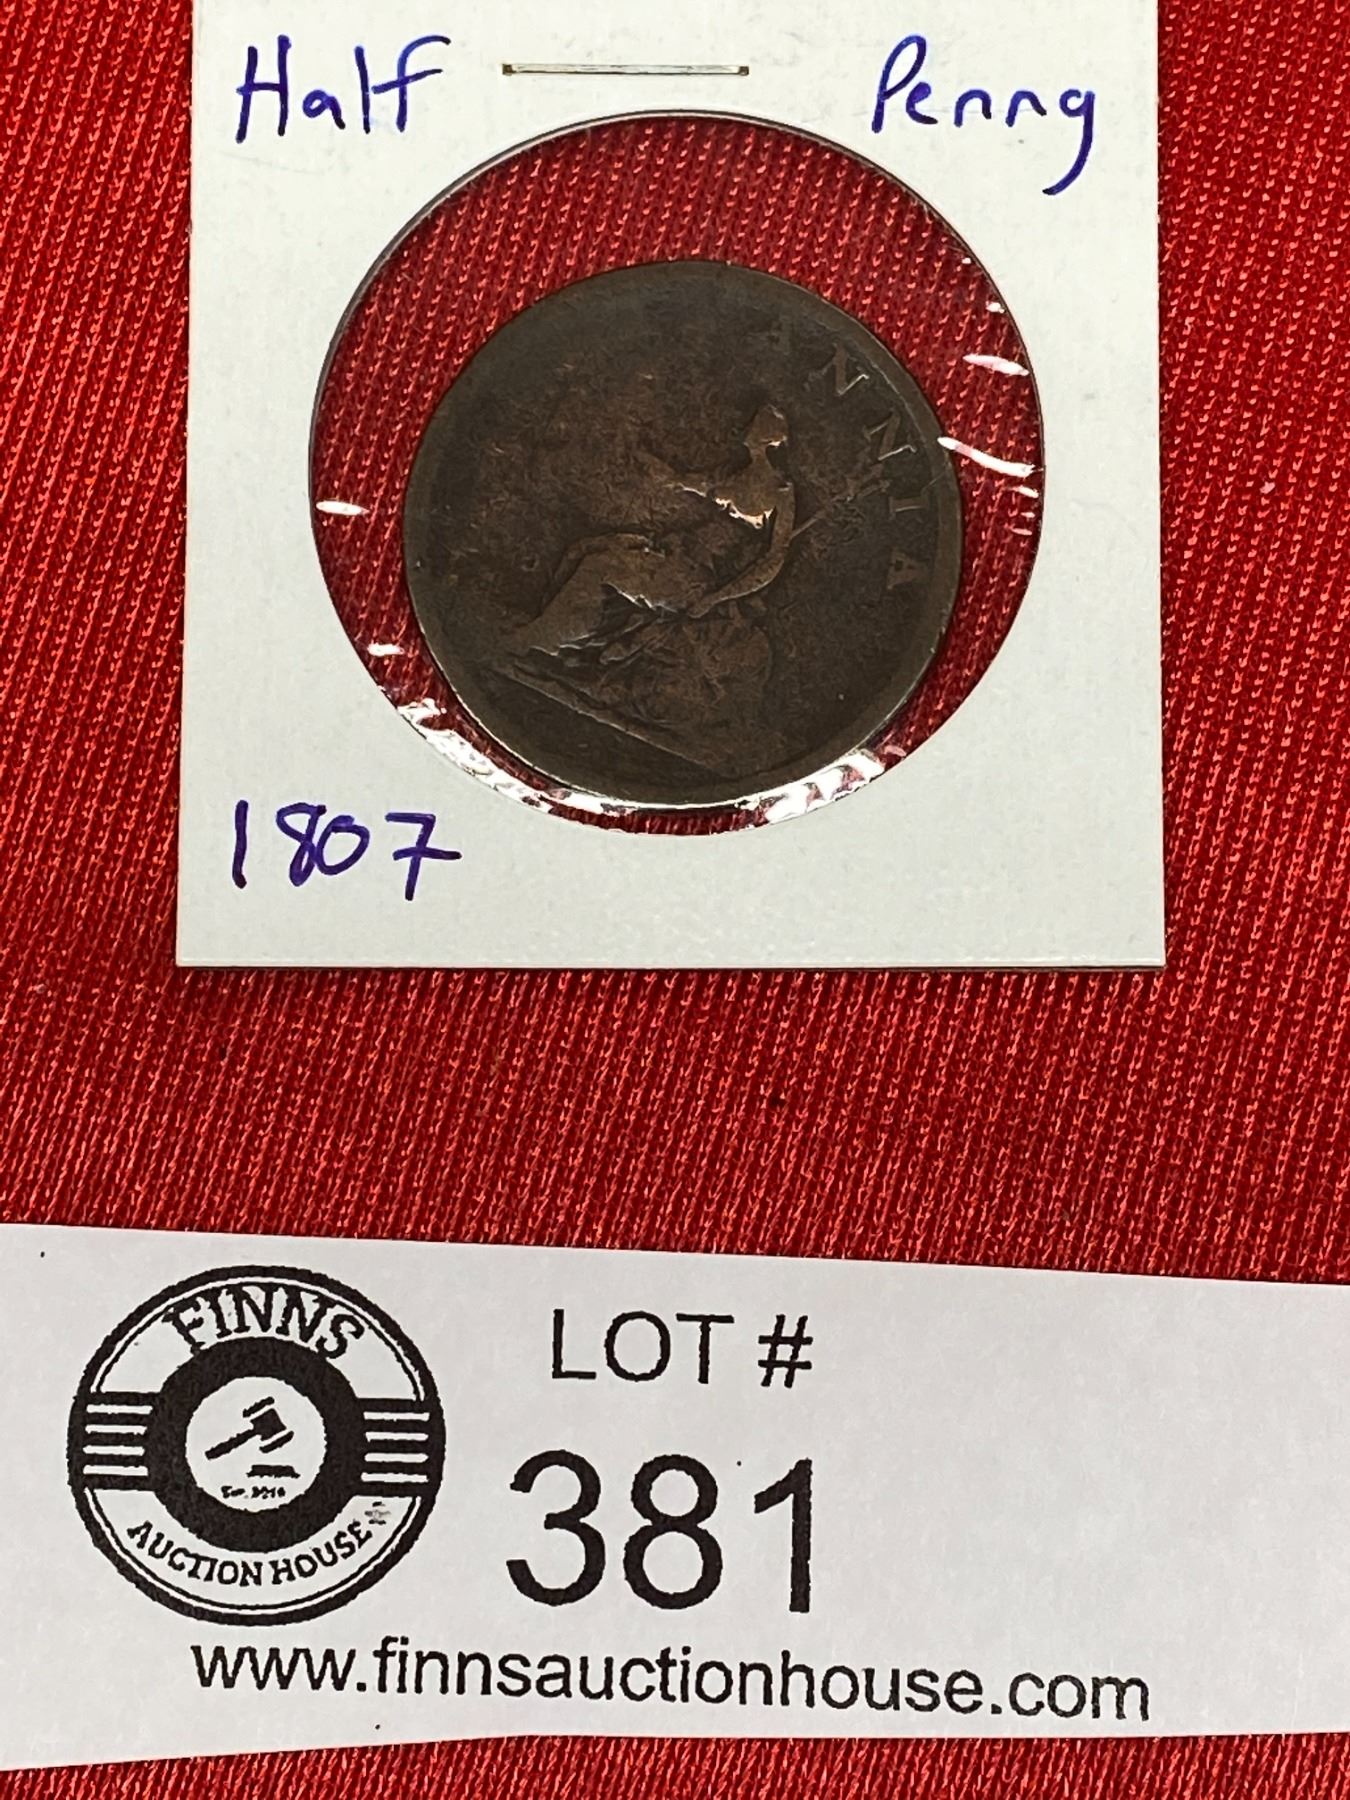 Half Penny
NNIA
1807
FINNS
AUCTION HOUSE
LOT #
381
www.finnsauctionhouse.com